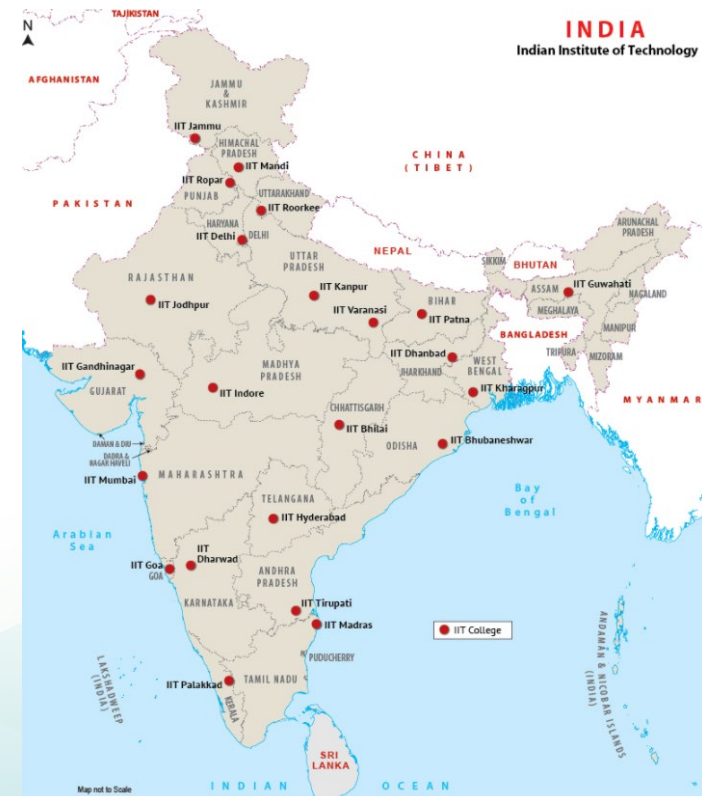 TAJIKISTAN
N
INDIA
Indian Institute of Technology
AFGHANISTAN
JAMMU
&
KASHMIR
IIT Jammu
HIMACHAL
PRADESH
IIT Mandi
CHINA
(TIBET)
IIT Ropar
PUNJAB
UTTARAKHAND
PAKISTAN
IIT Roorkee
HARYANA
IIT Delhi
DELHI
ARUNACHAL
PRADESH
UTTAR
PRADESH
NEPAL
SIKKIM
BHUTAN
RAJASTHAN
IIT Kanpur
ASSAM
IIT Guwahati
NAGALAND
IIT Jodhpur
BIHAR
MEGHALAYA
IIT Varanasi
IIT Patna
MANIPUR
BANGLADESH
TRIPURA
MIZORAM
IIT Dhanbad
IIT Gandhinagar
MADHYA
PRADESH
JHARKHAND
WEST
BENGAL
GUJARAT
IIT Indore
IIT Kharagpur
MYANMAR
CHHATTISGARH
IIT Bhilai
DAMAN & DIU
ODISHA
IIT Bhubaneshwar
DADRA &
NAGAR HAVELI
MAHARASHTRA
IIT Mumbai
TELANGANA
Bay
of
Bengal
IIT Hyderabad
Arabian
Sea
IIT
Dharwad
IIT Goa
GOA
ANDHRA
PRADESH
KARNATAKA
IIT Tirupati
IIT Madras
IIT College
PUDUCHERRY
ANDAMAN & NICOBAR ISLANDS
(INDIA)
LAKSHADWEEP
(INDIA)
IIT Palakkad
TAMIL NADU
KERALA
SRI
LANKA
Map not to Scale
INDIAN OCEAN